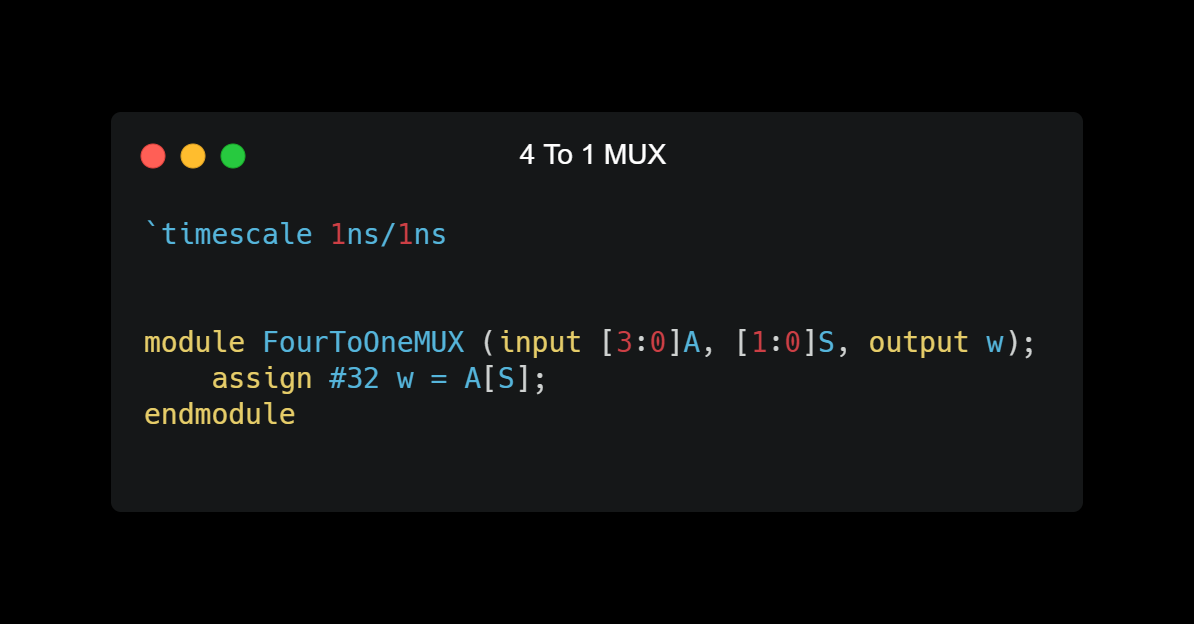 4 To 1 MUX
`timescale 1ns/1ns
module FourToOneMUX (input [3:0]A, [1:0]S, output w);
    assign #32 w = A[S];
endmodule